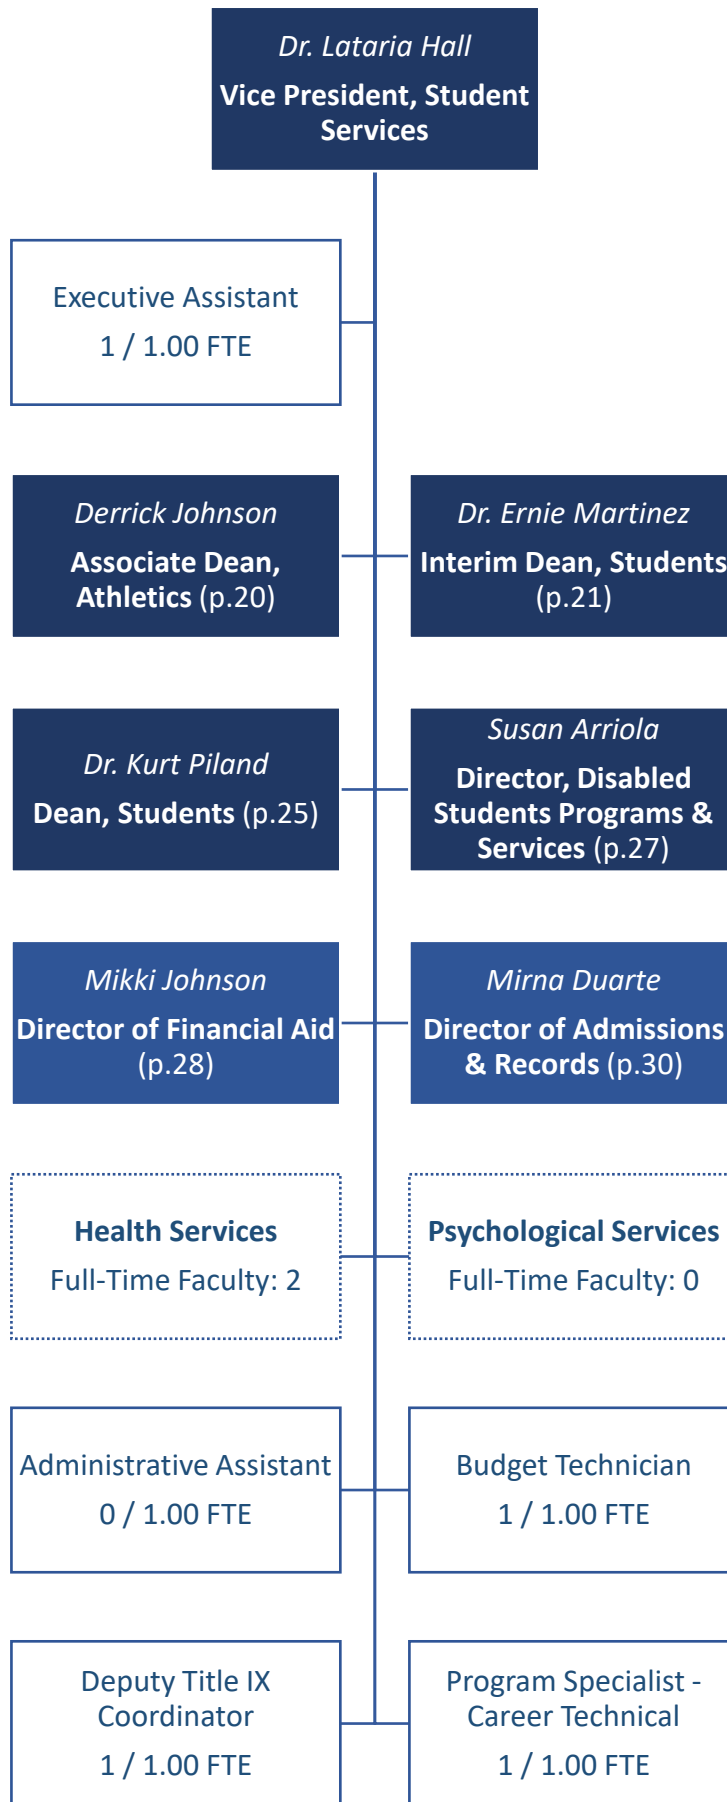 Dr. Lataria Hall
Vice President, Student
Services
Executive Assistant
1 / 1.00 FTE
Derrick Johnson
Associate Dean,
Athletics (p.20)
Dr. Ernie Martinez
Interim Dean, Students
(p.21)
Dr. Kurt Piland
Dean, Students (p.25)
Susan Arriola
Director, Disabled
Students Programs &
Services (p.27)
Mikki Johnson
Director of Financial Aid
(p.28)
Mirna Duarte
Director of Admissions
& Records (p.30)
Health Services
Full-Time Faculty: 2
Psychological Services
Full-Time Faculty: 0
Administrative Assistant
0 / 1.00 FTE
Budget Technician
1 / 1.00 FTE
Deputy Title IX
Coordinator
1 / 1.00 FTE
Program Specialist -
Career Technical
1 / 1.00 FTE